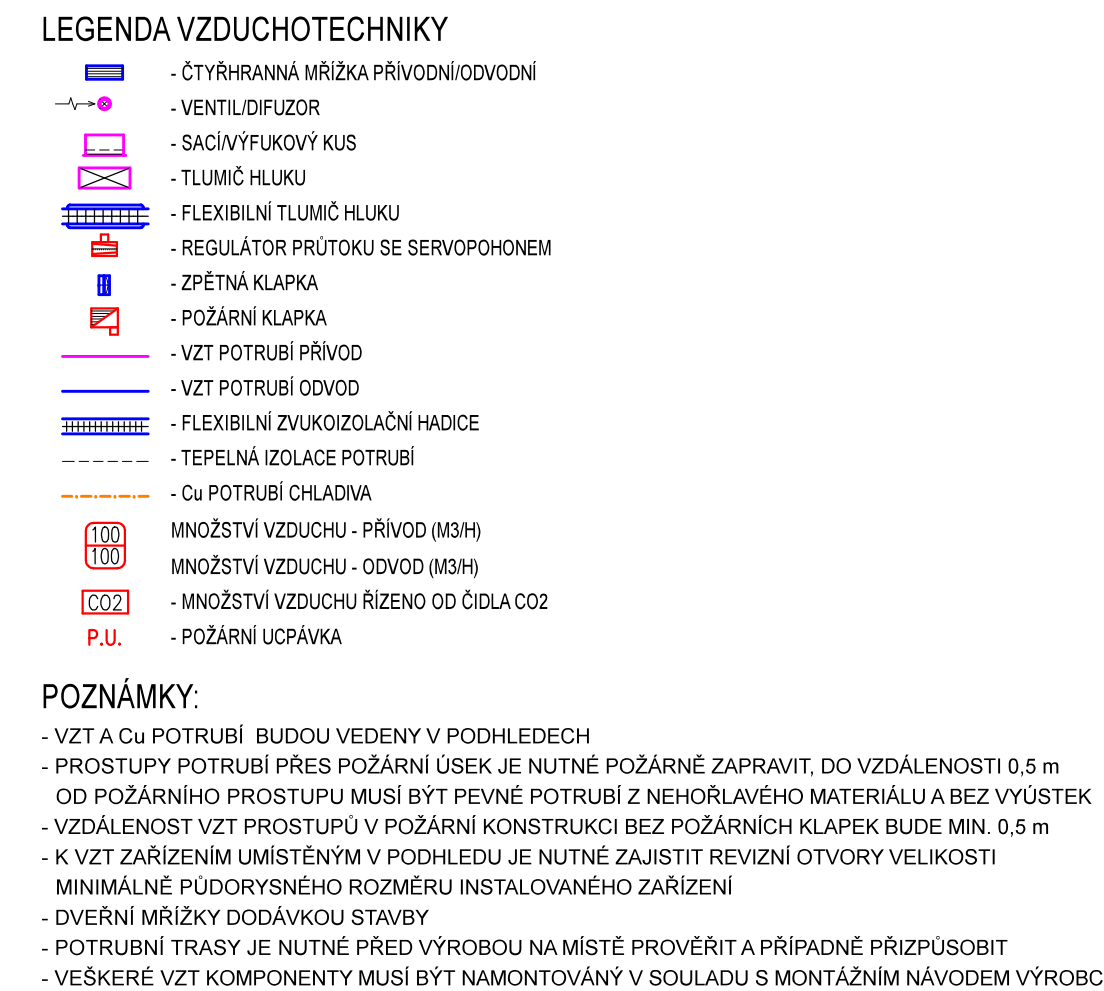 LEGENDA VZDUCHOTECHNIKY
- ČTYŘHRANNÁ MŘÍŽKA PŘÍVODNÍ/ODVODNÍ
- VENTIL/DIFUZOR
- SACÍ/VÝFUKOVÝ KUS
- TLUMIČ HLUKU
- FLEXIBILNÍ TLUMIČ HLUKU
- REGULÁTOR PRŮTOKU SE SERVOPOHONEM
- ZPĚTNÁ KLAPKA
- POŽÁRNÍ KLAPKA
- VZT POTRUBÍ PŘÍVOD
- VZT POTRUBÍ ODVOD
- FLEXIBILNÍ ZVUKOIZOLAČNÍ HADICE
- TEPELNÁ IZOLACE POTRUBÍ
- Cu POTRUBÍ CHLADIVA
100 MNOŽSTVÍ VZDUCHU - PŘÍVOD (M3/H)
100 MNOŽSTVÍ VZDUCHU - ODVOD (M3/H)
CO2 - MNOŽSTVÍ VZDUCHU ŘÍZENO OD ČIDLA CO2
P.U. - POŽÁRNÍ UCPÁVKA
POZNÁMKY:
- VZT A Cu POTRUBÍ BUDOU VEDENY V PODHLEDECH
- PROSTUPY POTRUBÍ PŘES POŽÁRNÍ ÚSEK JE NUTNÉ POŽÁRNĚ ZAPRAVIT, DO VZDÁLENOSTI 0,5 m
OD POŽÁRNÍHO PROSTUPU MUSÍ BÝT PEVNÉ POTRUBÍ Z NEHOŘLAVÉHO MATERIÁLU A BEZ VYÚSTEK
- VZDÁLENOST VZT PROSTUPŮ V POŽÁRNÍ KONSTRUKCI BEZ POŽÁRNÍCH KLAPEK BUDE MIN. 0,5 m
- K VZT ZAŘÍZENÍM UMÍSTĚNÝM V PODHLEDU JE NUTNÉ ZAJISTIT REVIZNÍ OTVORY VELIKOSTI
MINIMÁLNĚ PŮDORYSNÉHO ROZMĚRU INSTALOVANÉHO ZAŘÍZENÍ
- DVEŘNÍ MŘÍŽKY DODÁVKOU STAVBY
- POTRUBNÍ TRASY JE NUTNÉ PŘED VÝROBOU NA MÍSTĚ PROVĚŘIT A PŘÍPADNĚ PŘIZPŮSOBIT
- VEŠKERÉ VZT KOMPONENTY MUSÍ BÝT NAMONTOVÁNÝ V SOULADU S MONTÁŽNÍM NÁVODEM VÝROBC